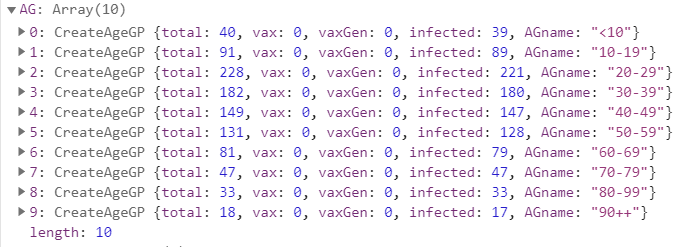 ▼ AG: Array(10)
▶ 0: CreateAgeGP {total: 40, vax: 0, vaxGen: 0, infected: 39, AGname: "<10"}
▶ 1: CreateAgeGP {total: 91, vax: 0, vaxGen: 0, infected: 89, AGname: "10-19"}
▶ 2: CreateAgeGP {total: 228, vax: 0, vaxGen: 0, infected: 221, AGname: "20-29"}
▶ 3: CreateAgeGP {total: 182, vax: 0, vaxGen: 0, infected: 180, AGname: "30-39"}
▶ 4: CreateAgeGP {total: 149, vax: 0, vaxGen: 0, infected: 147, AGname: "40-49"}
▶ 5: CreateAgeGP {total: 131, vax: 0, vaxGen: 0, infected: 128, AGname: "50-59"}
▶ 6: CreateAgeGP {total: 81, vax: 0, vaxGen: 0, infected: 79, AGname: "60-69"}
▶ 7: CreateAgeGP {total: 47, vax: 0, vaxGen: 0, infected: 47, AGname: "70-79"}
▶ 8: CreateAgeGP {total: 33, vax: 0, vaxGen: 0, infected: 33, AGname: "80-99"}
▶ 9: CreateAgeGP {total: 18, vax: 0, vaxGen: 0, infected: 17, AGname: "90++"}
length: 10